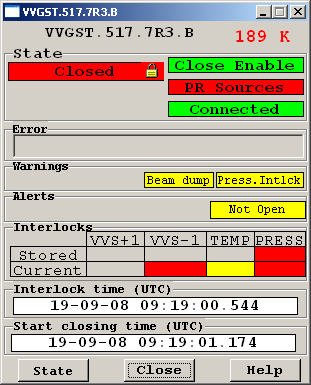 VVGST.517.7R3.B
VVGST.517.7R3.B 189 K
State
Closed
Close Enable
PR Sources
Connected
Error
Warnings
Beam dump Press.Intlck
Alerts
Not Open
Interlocks
VVS+1 VVS-1 TEMP PRESS
Stored
Current
Interlock time (UTC)
19-09-08 09:19:00.544
Start closing time (UTC)
19-09-08 09:19:01.174
State Close Help